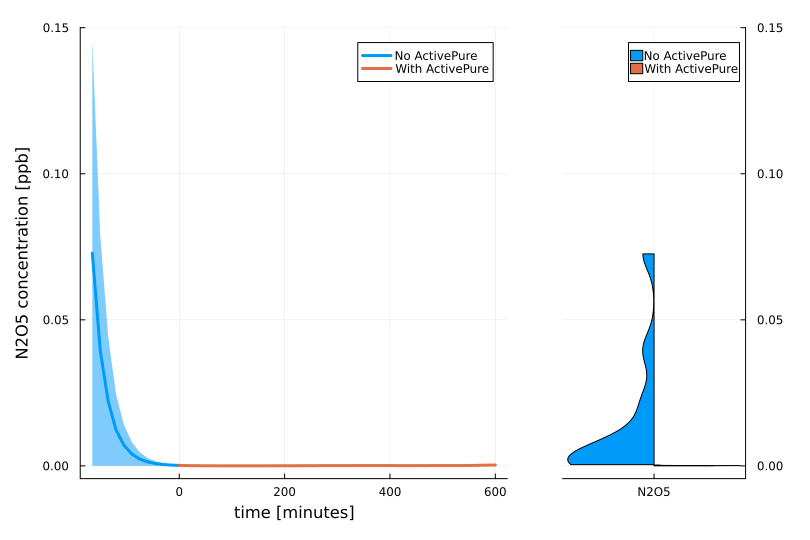 N2O5 concentration [ppb]
0.15
0.10
0.05
0.00
0
200
400
600
time [minutes]
No ActivePure
With ActivePure
No ActivePure
With ActivePure
0.15
0.10
0.05
0.00
N2O5